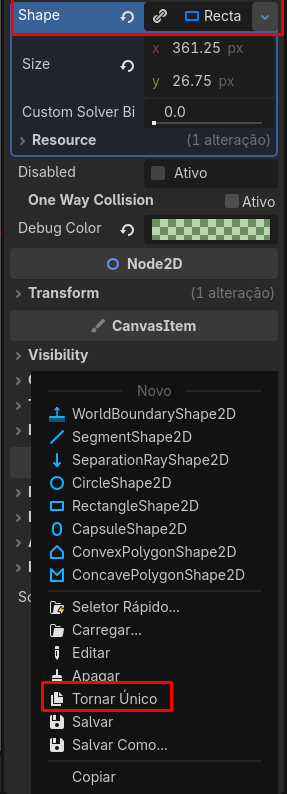 Shape Recta
x 361.25 px
Size
y 26.75 px
Custom Solver Bi 0.0
Resource (1 alteração)
Disabled Ativo
One Way Collision Ativo
Debug Color
Node2D
Transform (1 alteração)
CanvasItem
Visibility
Novo
WorldBoundaryShape2D
SegmentShape2D
SeparationRayShape2D
CircleShape2D
RectangleShape2D
CapsuleShape2D
ConvexPolygonShape2D
ConcavePolygonShape2D
Seletor Rápido...
Carregar...
Editar
Apagar
Tornar Único
Salvar
Salvar Como...
Copiar